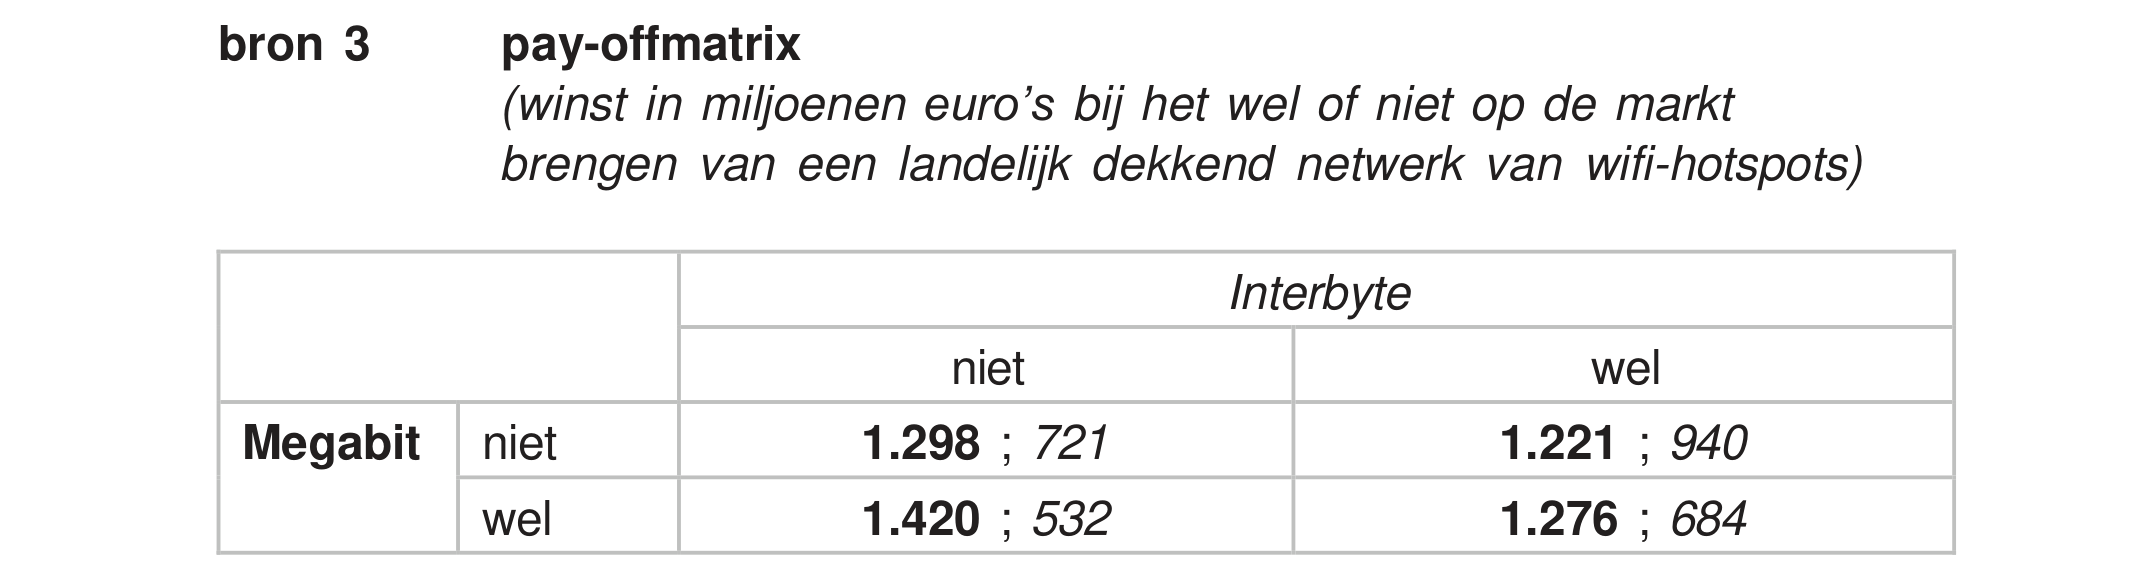 bron 3 pay-offmatrix
(winst in miljoenen euro’s bij het wel of niet op de markt
brengen van een landelijk dekkend netwerk van wifi-hotspots)
Interbyte
niet wel
Megabit niet 1.298 ; 721 1.221 ; 940
wel 1.420 ; 532 1.276 ; 684